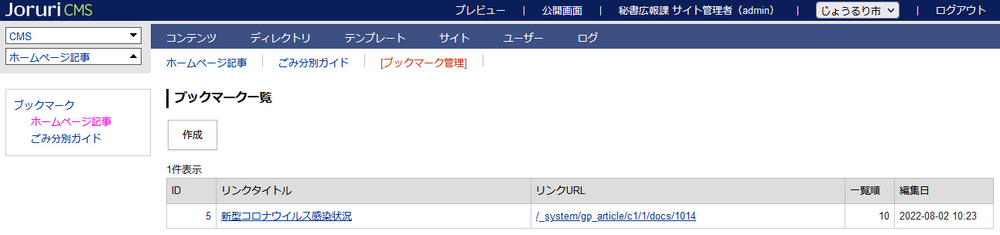 Joruri CMS プレビュー | 公開画面 | 秘書広報課 サイト管理者（admin） | じょうるり市 | ログアウト
CMS
ホームページ記事
コンテンツ ディレクトリ テンプレート サイト ユーザー ログ
ホームページ記事 ごみ分別ガイド [ブックマーク管理]
ブックマーク
ホームページ記事
ごみ分別ガイド
ブックマーク一覧
作成
1件表示
ID リンクタイトル リンクURL 一覧順 編集日
5 新型コロナウイルス感染状況 /_system/gp_article/c1/1/docs/1014 10 2022-08-02 10:23